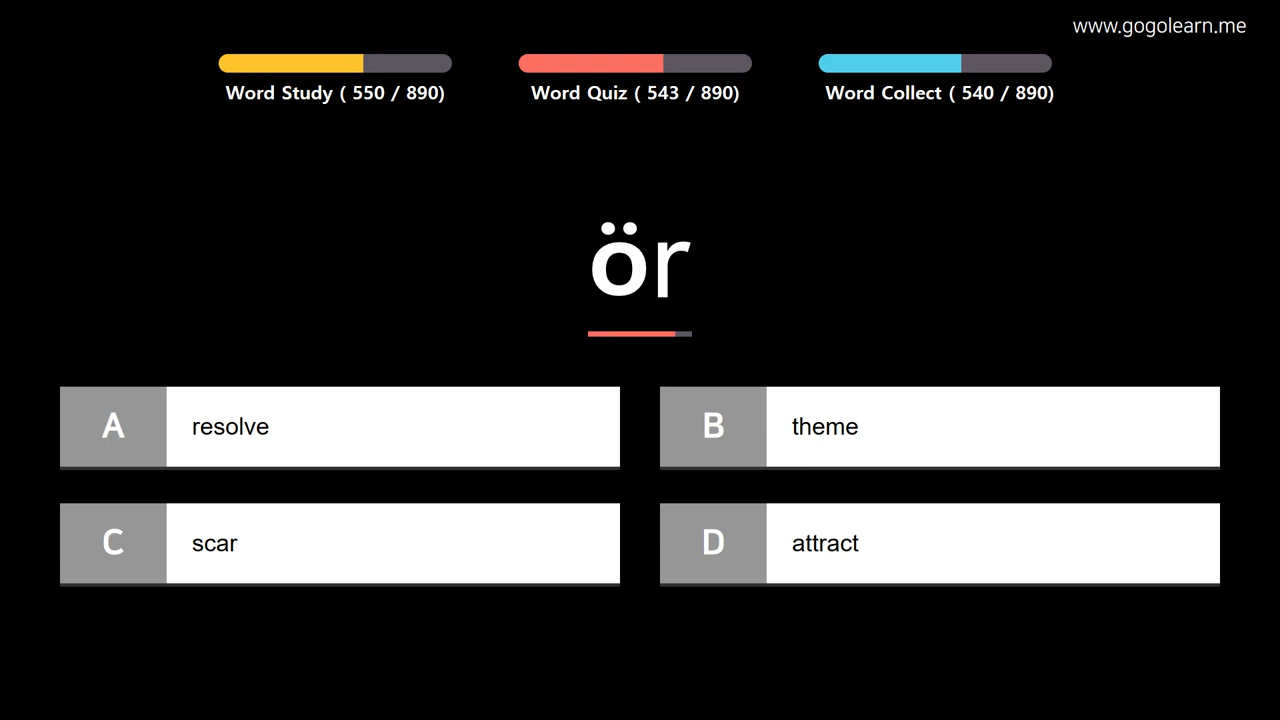 www.gogolearn.me
Word Study ( 550 / 890)
Word Quiz ( 543 / 890)
Word Collect ( 540 / 890)
ör
A resolve
B theme
C scar
D attract